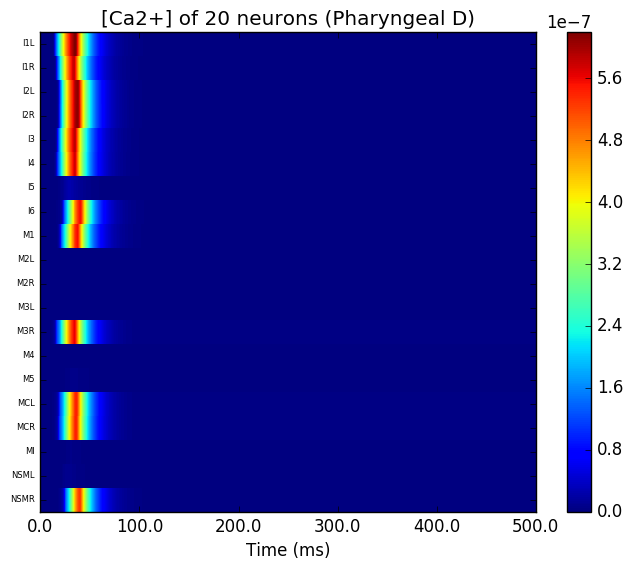 [Ca2+] of 20 neurons (Pharyngeal D)
1e−7
I1L
I1R
I2L
I2R
I3
I4
I5
I6
M1
M2L
M2R
M3L
M3R
M4
M5
MCL
MCR
MI
NSML
NSMR
5.6
4.8
4.0
3.2
2.4
1.6
0.8
0.0
0.0 100.0 200.0 300.0 400.0 500.0
Time (ms)